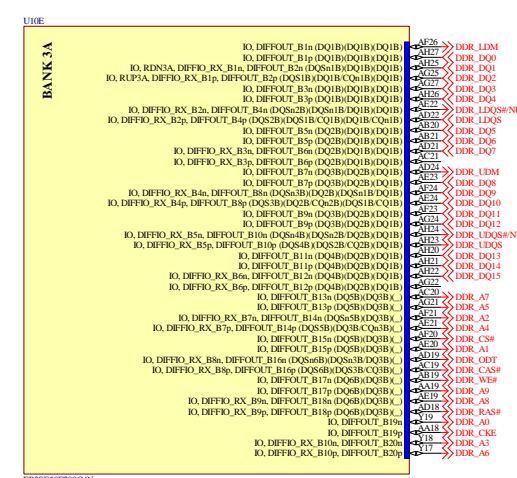 U10E
BANK 3A
IO, DIFFOUT_B1n (DQ1B)(DQ1B)(DQ1B) AF26 DDR_LDM
IO, DIFFOUT_B1p (DQ1B)(DQ1B)(DQ1B) AH27 DDR_DQ0
IO, RDN3A, DIFFIO_RX_B1n, DIFFOUT_B2n (DQSn1B)(DQ1B)(DQ1B) AH25 DDR_DQ1
IO, RUP3A, DIFFIO_RX_B1p, DIFFOUT_B2p (DQS1B)(DQ1B/CQn1B)(DQ1B) AG25 DDR_DQ2
IO, DIFFOUT_B3n (DQ1B)(DQ1B)(DQ1B) AG27 DDR_DQ3
IO, DIFFOUT_B3p (DQ1B)(DQ1B)(DQ1B) AH26 DDR_DQ4
IO, DIFFIO_RX_B2n, DIFFOUT_B4n (DQSn2B)(DQSn1B/DQ1B)(DQ1B) AE22 DDR_LDQS#/N
IO, DIFFIO_RX_B2p, DIFFOUT_B4p (DQS2B)(DQS1B/CQ1B)(DQ1B/CQn1B) AD22 DDR_LDQS
IO, DIFFOUT_B5n (DQ2B)(DQ1B)(DQ1B) AB20 DDR_DQ5
IO, DIFFOUT_B5p (DQ2B)(DQ1B)(DQ1B) AB21 DDR_DQ6
IO, DIFFIO_RX_B3n, DIFFOUT_B6n (DQ2B)(DQ1B)(DQ1B) AD21 DDR_DQ7
IO, DIFFIO_RX_B3p, DIFFOUT_B6p (DQ2B)(DQ1B)(DQ1B) AC21
IO, DIFFOUT_B7n (DQ3B)(DQ2B)(DQ1B) AD24 DDR_UDM
IO, DIFFOUT_B7p (DQ3B)(DQ2B)(DQ1B) AE23 DDR_DQ8
IO, DIFFIO_RX_B4n, DIFFOUT_B8n (DQSn3B)(DQ2B)(DQSn1B/DQ1B) AF24 DDR_DQ9
IO, DIFFIO_RX_B4p, DIFFOUT_B8p (DQS3B)(DQ2B/CQn2B)(DQS1B/CQ1B) AE24 DDR_DQ10
IO, DIFFOUT_B9n (DQ3B)(DQ2B)(DQ1B) AF23 DDR_DQ11
IO, DIFFOUT_B9p (DQ3B)(DQ2B)(DQ1B) AG24 DDR_DQ12
IO, DIFFIO_RX_B5n, DIFFOUT_B10n (DQSn4B)(DQSn2B/DQ2B)(DQ1B) AH24 DDR_UDQS#/N
IO, DIFFIO_RX_B5p, DIFFOUT_B10p (DQS4B)(DQS2B/CQ2B)(DQ1B) AH23 DDR_UDQS
IO, DIFFOUT_B11n (DQ4B)(DQ2B)(DQ1B) AH20 DDR_DQ13
IO, DIFFOUT_B11p (DQ4B)(DQ2B)(DQ1B) AH21 DDR_DQ14
IO, DIFFIO_RX_B6n, DIFFOUT_B12n (DQ4B)(DQ2B)(DQ1B) AH22 DDR_DQ15
IO, DIFFIO_RX_B6p, DIFFOUT_B12p (DQ4B)(DQ2B)(DQ1B) AG22
IO, DIFFOUT_B13n (DQ5B)(DQ3B)(_) AC20 DDR_A7
IO, DIFFOUT_B13p (DQ5B)(DQ3B)(_) AG21 DDR_A5
IO, DIFFIO_RX_B7n, DIFFOUT_B14n (DQSn5B)(DQ3B)(_) AF21 DDR_A2
IO, DIFFIO_RX_B7p, DIFFOUT_B14p (DQS5B)(DQ3B/CQn3B)(_) AE21 DDR_A4
IO, DIFFOUT_B15n (DQ5B)(DQ3B)(_) AF20 DDR_CS#
IO, DIFFOUT_B15p (DQ5B)(DQ3B)(_) AE20 DDR_A1
IO, DIFFIO_RX_B8n, DIFFOUT_B16n (DQSn6B)(DQSn3B/DQ3B)(_) AD19 DDR_ODT
IO, DIFFIO_RX_B8p, DIFFOUT_B16p (DQS6B)(DQS3B/CQ3B)(_) AC19 DDR_CAS#
IO, DIFFOUT_B17n (DQ6B)(DQ3B)(_) AB19 DDR_WE#
IO, DIFFOUT_B17p (DQ6B)(DQ3B)(_) AA19 DDR_A9
IO, DIFFIO_RX_B9n, DIFFOUT_B18n (DQ6B)(DQ3B)(_) AE19 DDR_A8
IO, DIFFIO_RX_B9p, DIFFOUT_B18p (DQ6B)(DQ3B)(_) AD18 DDR_RAS#
IO, DIFFOUT_B19n Y19 DDR_A0
IO, DIFFOUT_B19p AA18 DDR_CKE
IO, DIFFIO_RX_B10n, DIFFOUT_B20n Y18 DDR_A3
IO, DIFFIO_RX_B10p, DIFFOUT_B20p Y17 DDR_A6